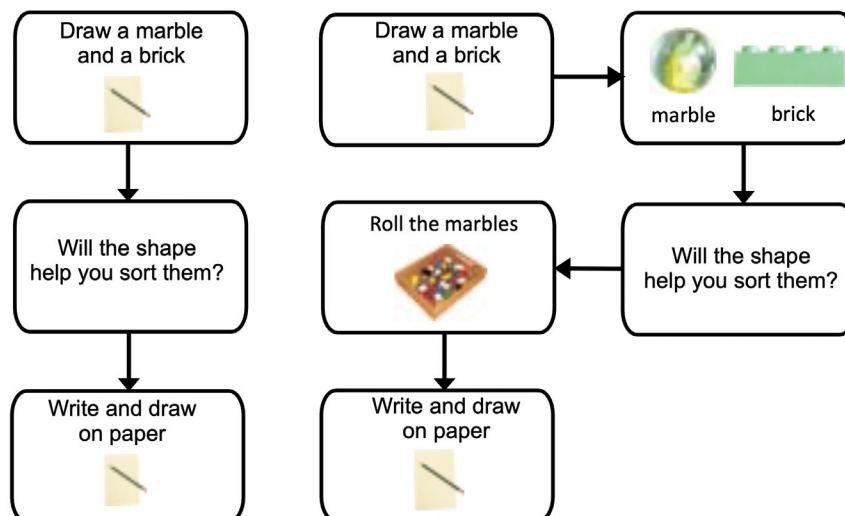 Draw a marble
and a brick
Will the shape
help you sort them?
Write and draw
on paper
Draw a marble
and a brick
marble
brick
Will the shape
help you sort them?
Roll the marbles
Write and draw
on paper